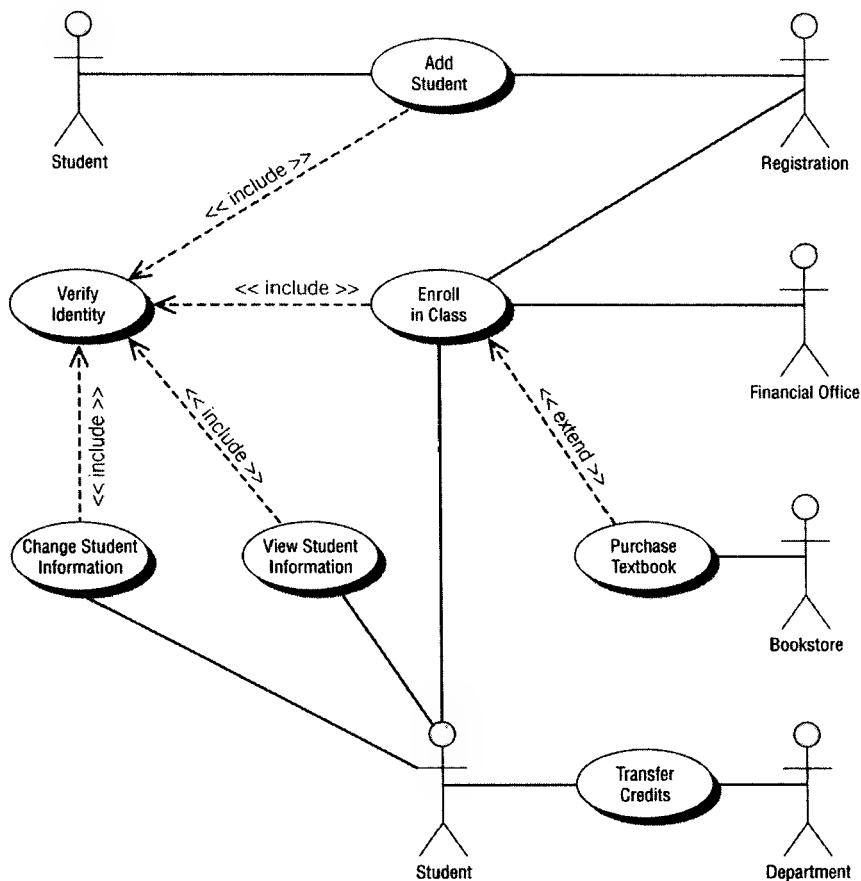 Add
Student
Student
Registration
<< include >>
Verify
Identity
<< include >>
Enroll
in Class
Financial Office
<< include >>
<< include >>
<< extend >>
Change Student
Information
View Student
Information
Purchase
Textbook
Bookstore
Transfer
Credits
Student
Department